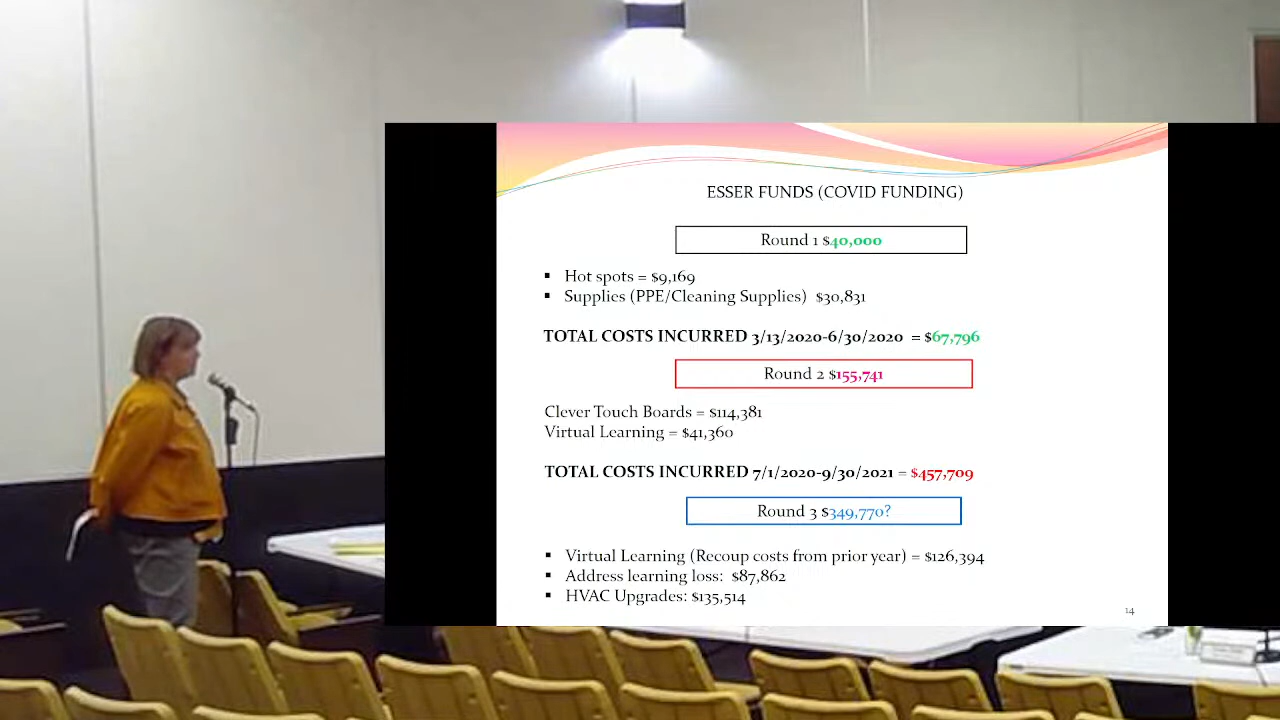 ESSER FUNDS (COVID FUNDING)
Round 1 $40,000
▪ Hot spots = $9,169
▪ Supplies (PPE/Cleaning Supplies) $30,831
TOTAL COSTS INCURRED 3/13/2020-6/30/2020 = $67,796
Round 2 $155,741
Clever Touch Boards = $114,381
Virtual Learning = $41,360
TOTAL COSTS INCURRED 7/1/2020-9/30/2021 = $457,709
Round 3 $349,770?
▪ Virtual Learning (Recoup costs from prior year) = $126,394
▪ Address learning loss: $87,862
▪ HVAC Upgrades: $135,514
14